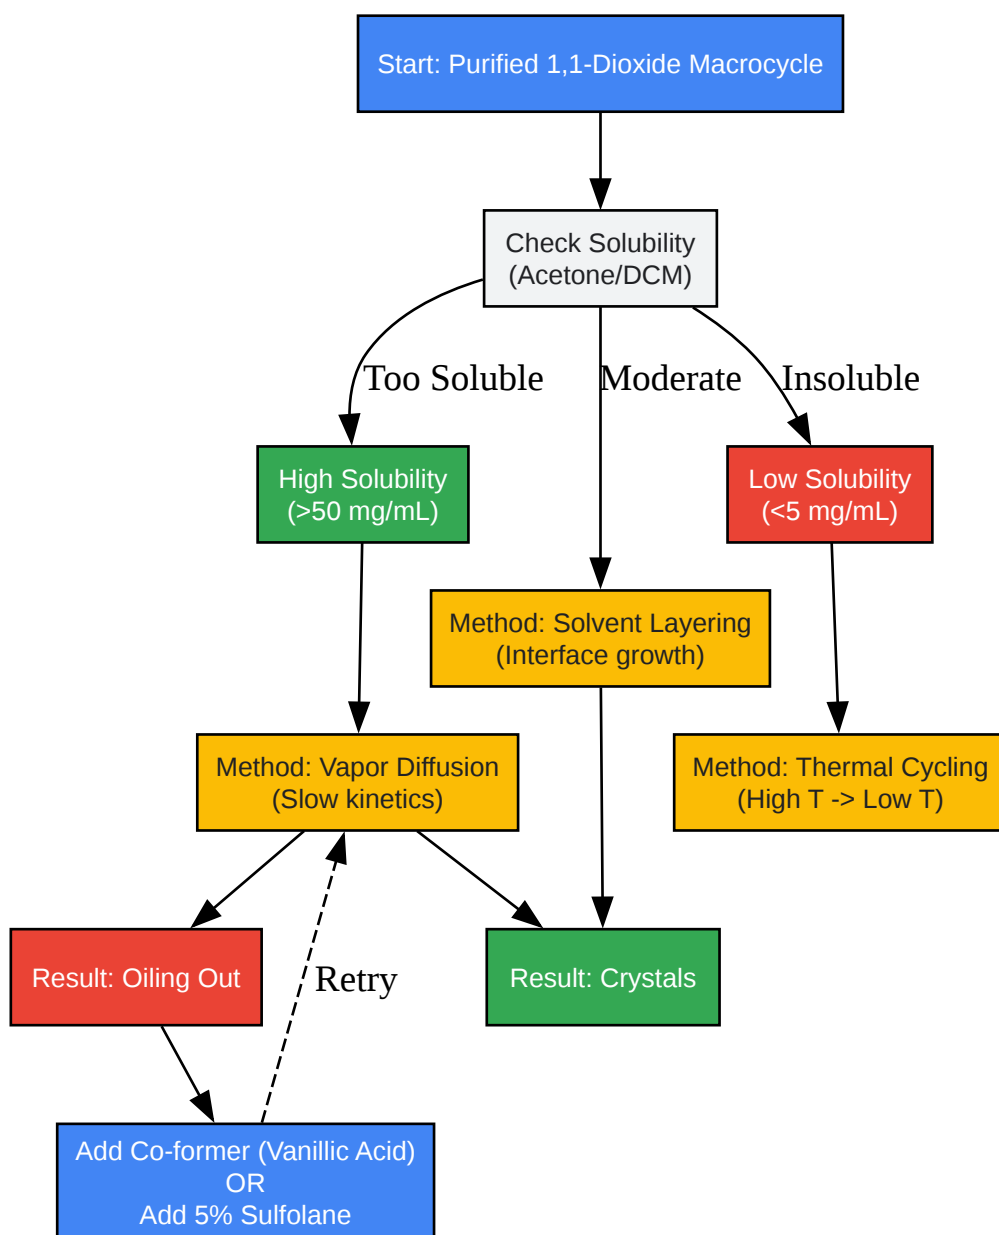 Start: Purified 1,1-Dioxide Macrocycle
Check Solubility
(Acetone/DCM)
Too Soluble
Moderate
Insoluble
High Solubility
(>50 mg/mL)
Low Solubility
(<5 mg/mL)
Method: Solvent Layering
(Interface growth)
Method: Vapor Diffusion
(Slow kinetics)
Method: Thermal Cycling
(High T -> Low T)
Result: Oiling Out
Retry
Result: Crystals
Add Co-former (Vanillic Acid)
OR
Add 5% Sulfolane